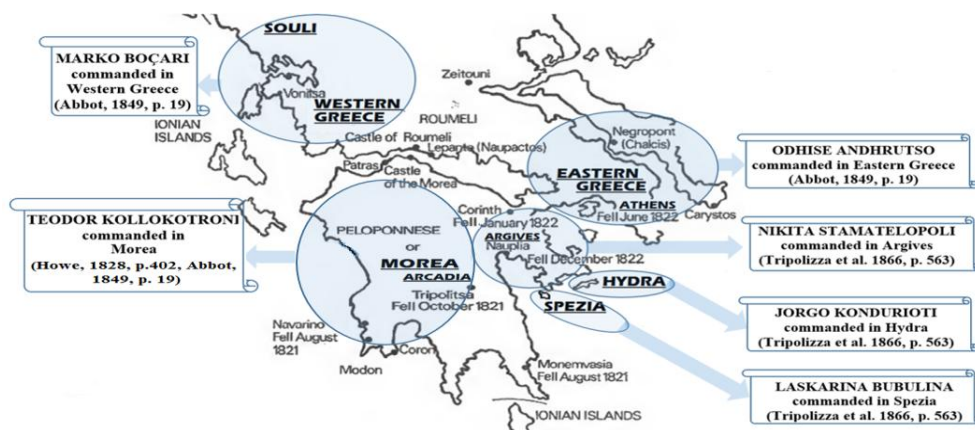 SOULI
MARKO BOÇARI
commanded in
Western Greece
(Abbot, 1849, p. 19)
Vonitsa
WESTERN
GREECE
Zeitouni
ROUMELI
IONIAN
ISLANDS
Castle of Roumeli
Lepanto (Naupactos)
Patras
Castle
of the Morea
Negropont
(Chalcis)
EASTERN
GREECE
ATHENS
Fell June 1822
Carystos
ODHISE ANDHRUTSO
commanded in Eastern Greece
(Abbot, 1849, p. 19)
TEODOR KOLLOKOTRONI
commanded in
Morea
(Howe, 1828, p.402, Abbot,
1849, p. 19)
PELOPONNESE
or
MOREA
ARCADIA
Tripolitsa
Fell October 1821
Corinth
Fell January 1822
ARGIVES
Nauplia
Fell December 1822
NIKITA STAMATELOPOLI
commanded in Argives
(Tripolizza 1866, p. 563)
HYDRA
SPEZIA
JORGO KONDURIOTI
commanded in Hydra
(Tripolizza et al. 1866, p. 563)
Navarino
Fell August
1821
Modon
Coron
Monemvasia
Fell August 1821
LASKARINA BUBULINA
commanded in Spezia
(Tripolizza et al. 1866, p. 563)
IONIAN ISLANDS